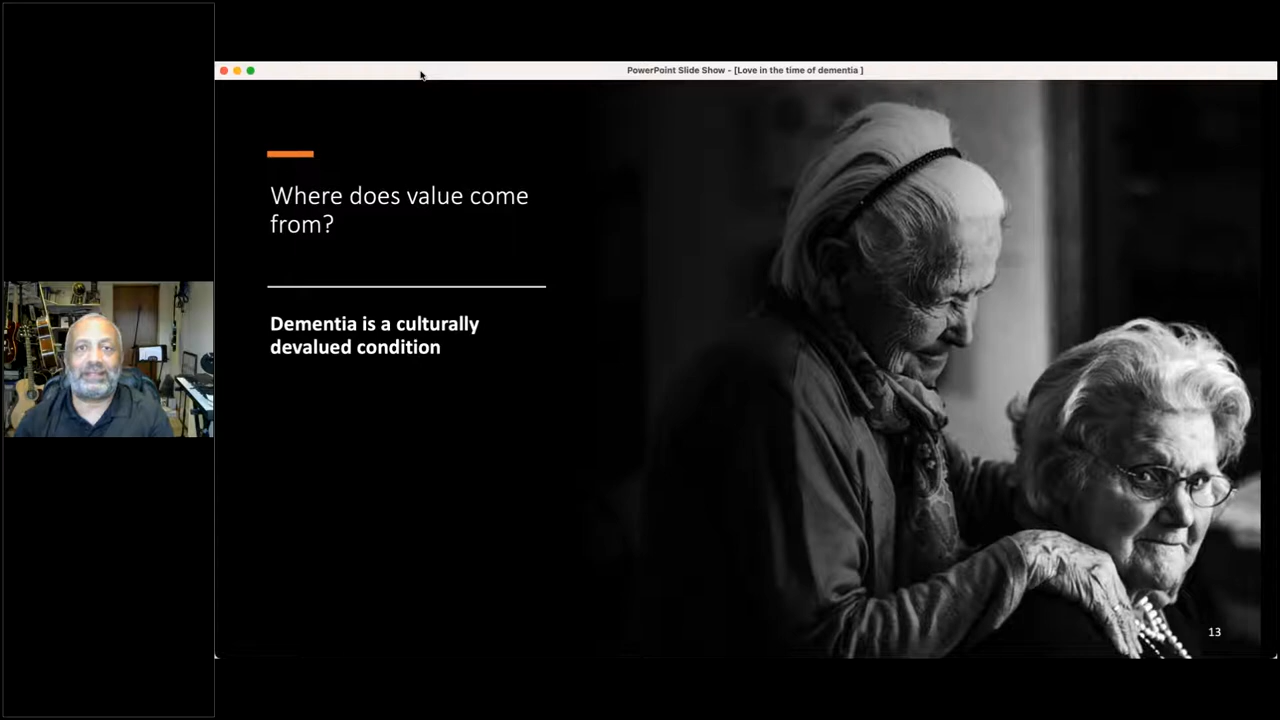 PowerPoint Slide Show - [Love in the time of dementia ]
Where does value come
from?
Dementia is a culturally
devalued condition
13